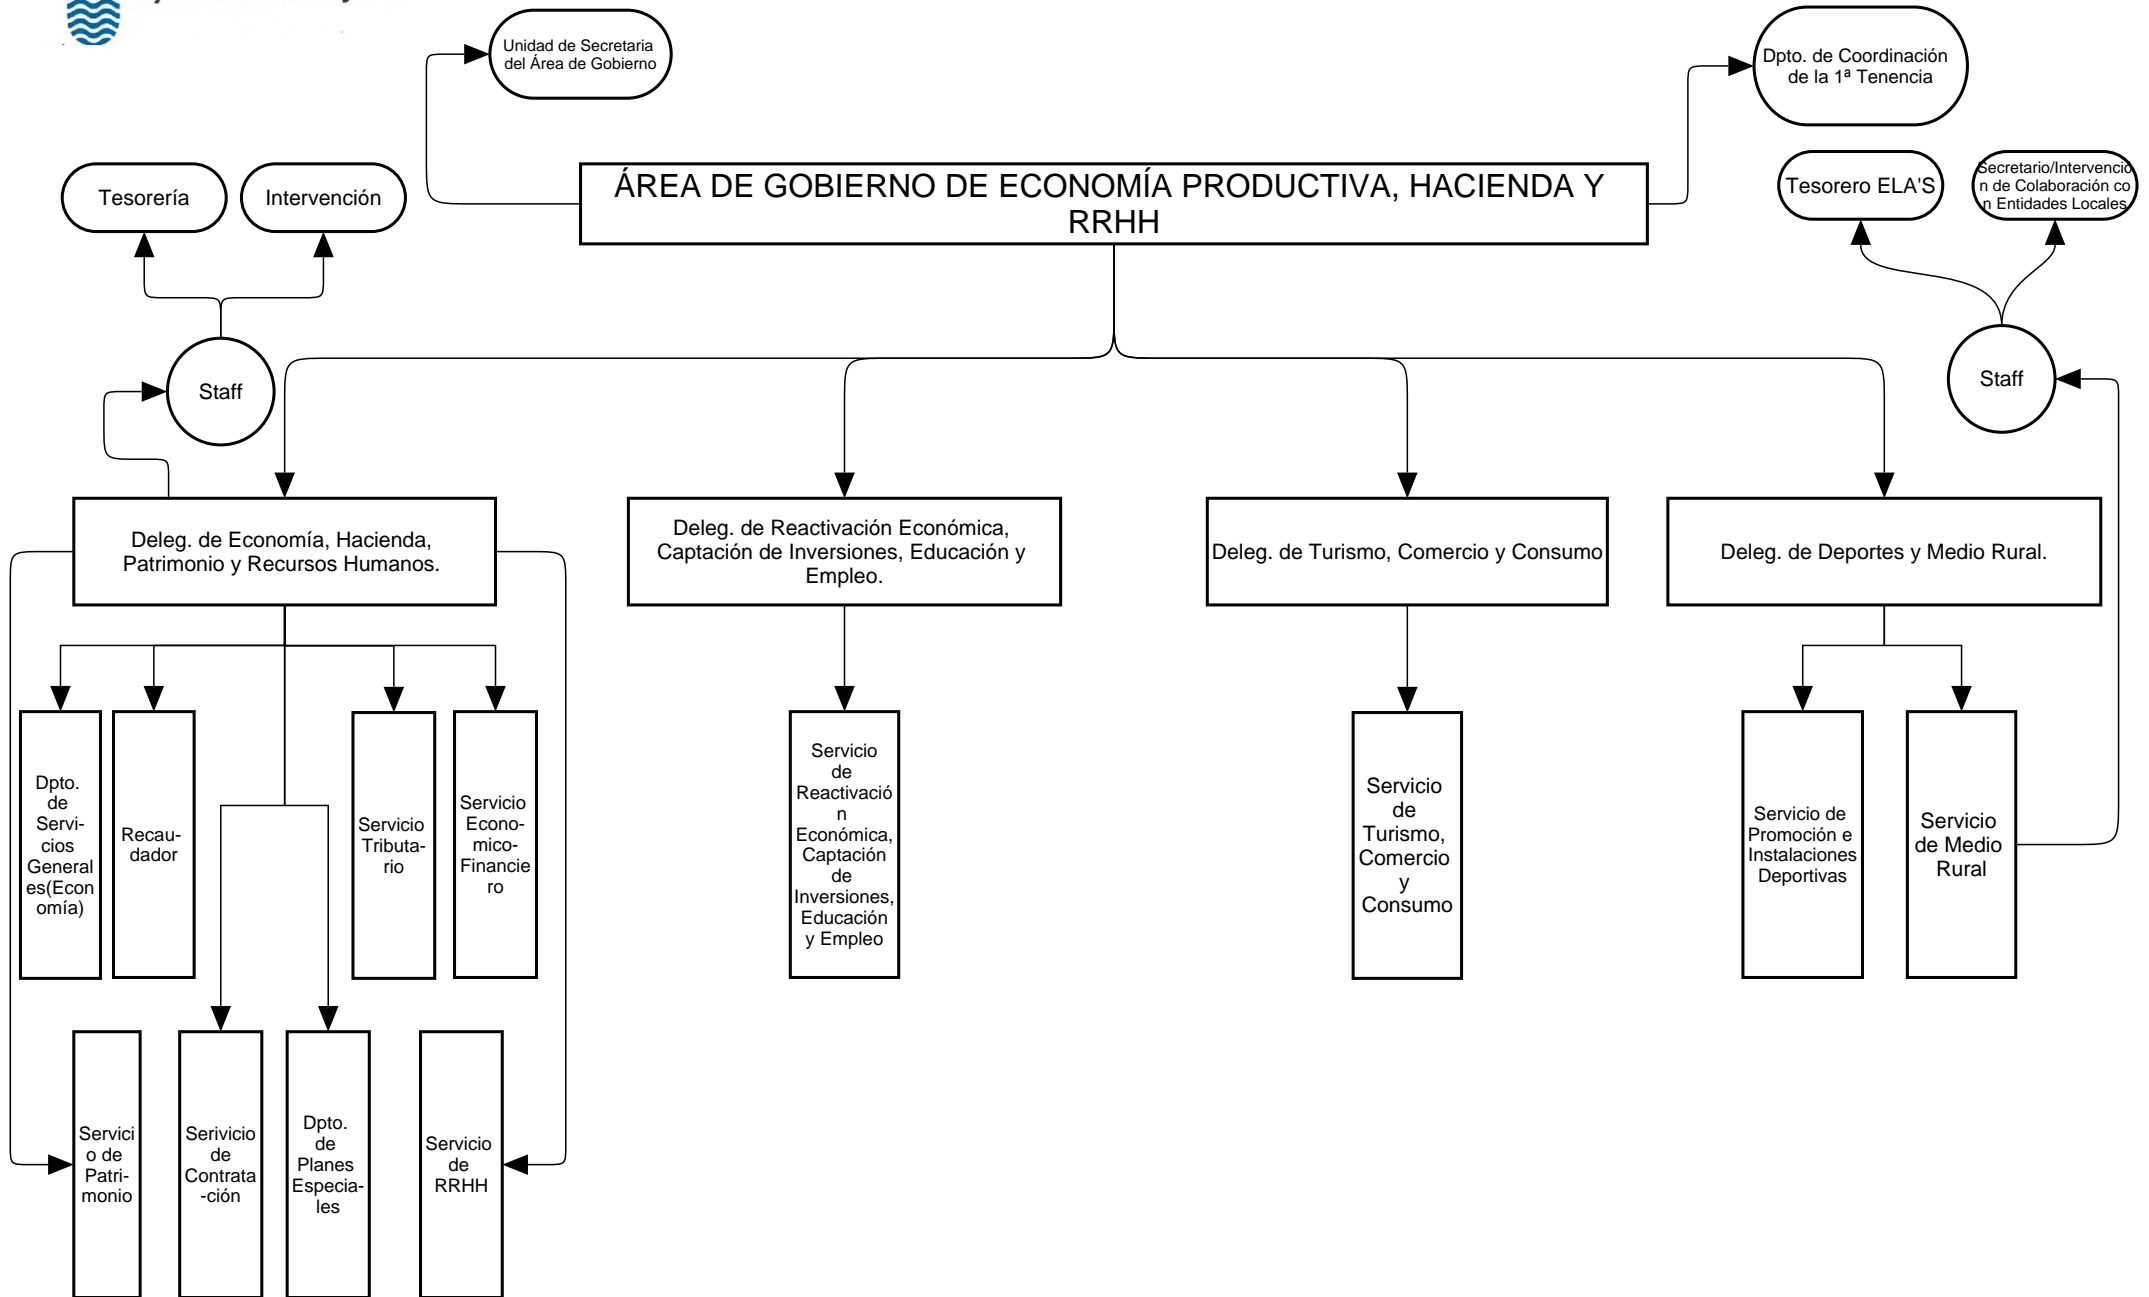 Unidad de Secretaria
del Área de Gobierno
Dpto. de Coordinación
de la 1ª Tenencia
Tesorería
Intervención
ÁREA DE GOBIERNO DE ECONOMÍA PRODUCTIVA, HACIENDA Y
RRHH
Tesorero ELA'S
Secretario/Intervenció
n de Colaboración co
n Entidades Locales
Staff
Staff
Deleg. de Economía, Hacienda,
Patrimonio y Recursos Humanos.
Deleg. de Reactivación Económica,
Captación de Inversiones, Educación y
Empleo.
Deleg. de Turismo, Comercio y Consumo
Deleg. de Deportes y Medio Rural.
Dpto.
de
Servi-
cios
General
es(Econ
omía)
Recau-
dador
Servicio
Tributa-
rio
Servicio
Econo-
mico-
Financie
ro
Servicio
de
Reactivació
n
Económica,
Captación
de
Inversiones,
Educación
y Empleo
Servicio
de
Turismo,
Comercio
y
Consumo
Servicio de
Promoción e
Instalaciones
Deportivas
Servicio
de Medio
Rural
Servici
o de
Patri-
monio
Serivicio
de
Contrata
-ción
Dpto.
de
Planes
Especia-
les
Servicio
de
RRHH